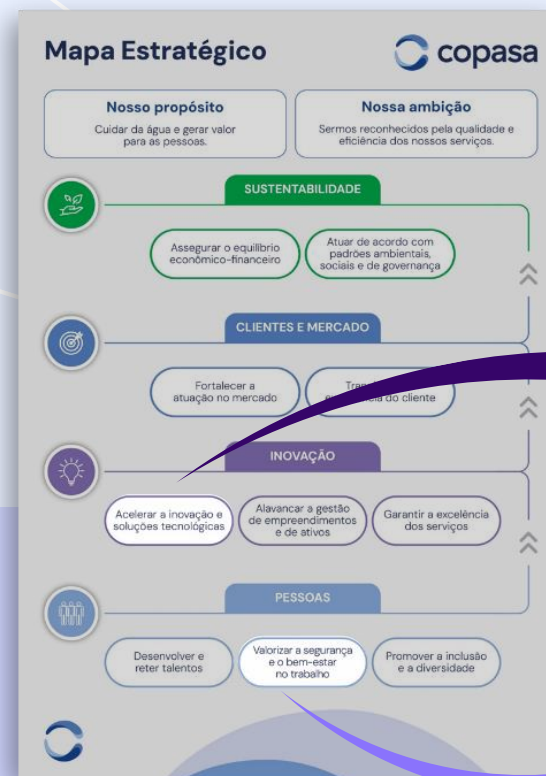 Mapa Estratégico
copasa
Nosso propósito
Cuidar da água e gerar valor
para as pessoas.
Nossa ambição
Sermos reconhecidos pela qualidade e
eficiência dos nossos serviços.
SUSTENTABILIDADE
Assegurar o equilíbrio
econômico-financeiro
Atuar de acordo com
padrões ambientais,
sociais e de governança
CLIENTES E MERCADO
Fortalecer a
atuação no mercado
do cliente
INOVAÇÃO
Acelerar a inovação e
soluções tecnológicas
Alavancar a gestão
de empreendimentos
e de ativos
Garantir a excelência
dos serviços
PESSOAS
Desenvolver e
reter talentos
Valorizar a segurança
e o bem-estar
no trabalho
Promover a inclusão
e a diversidade